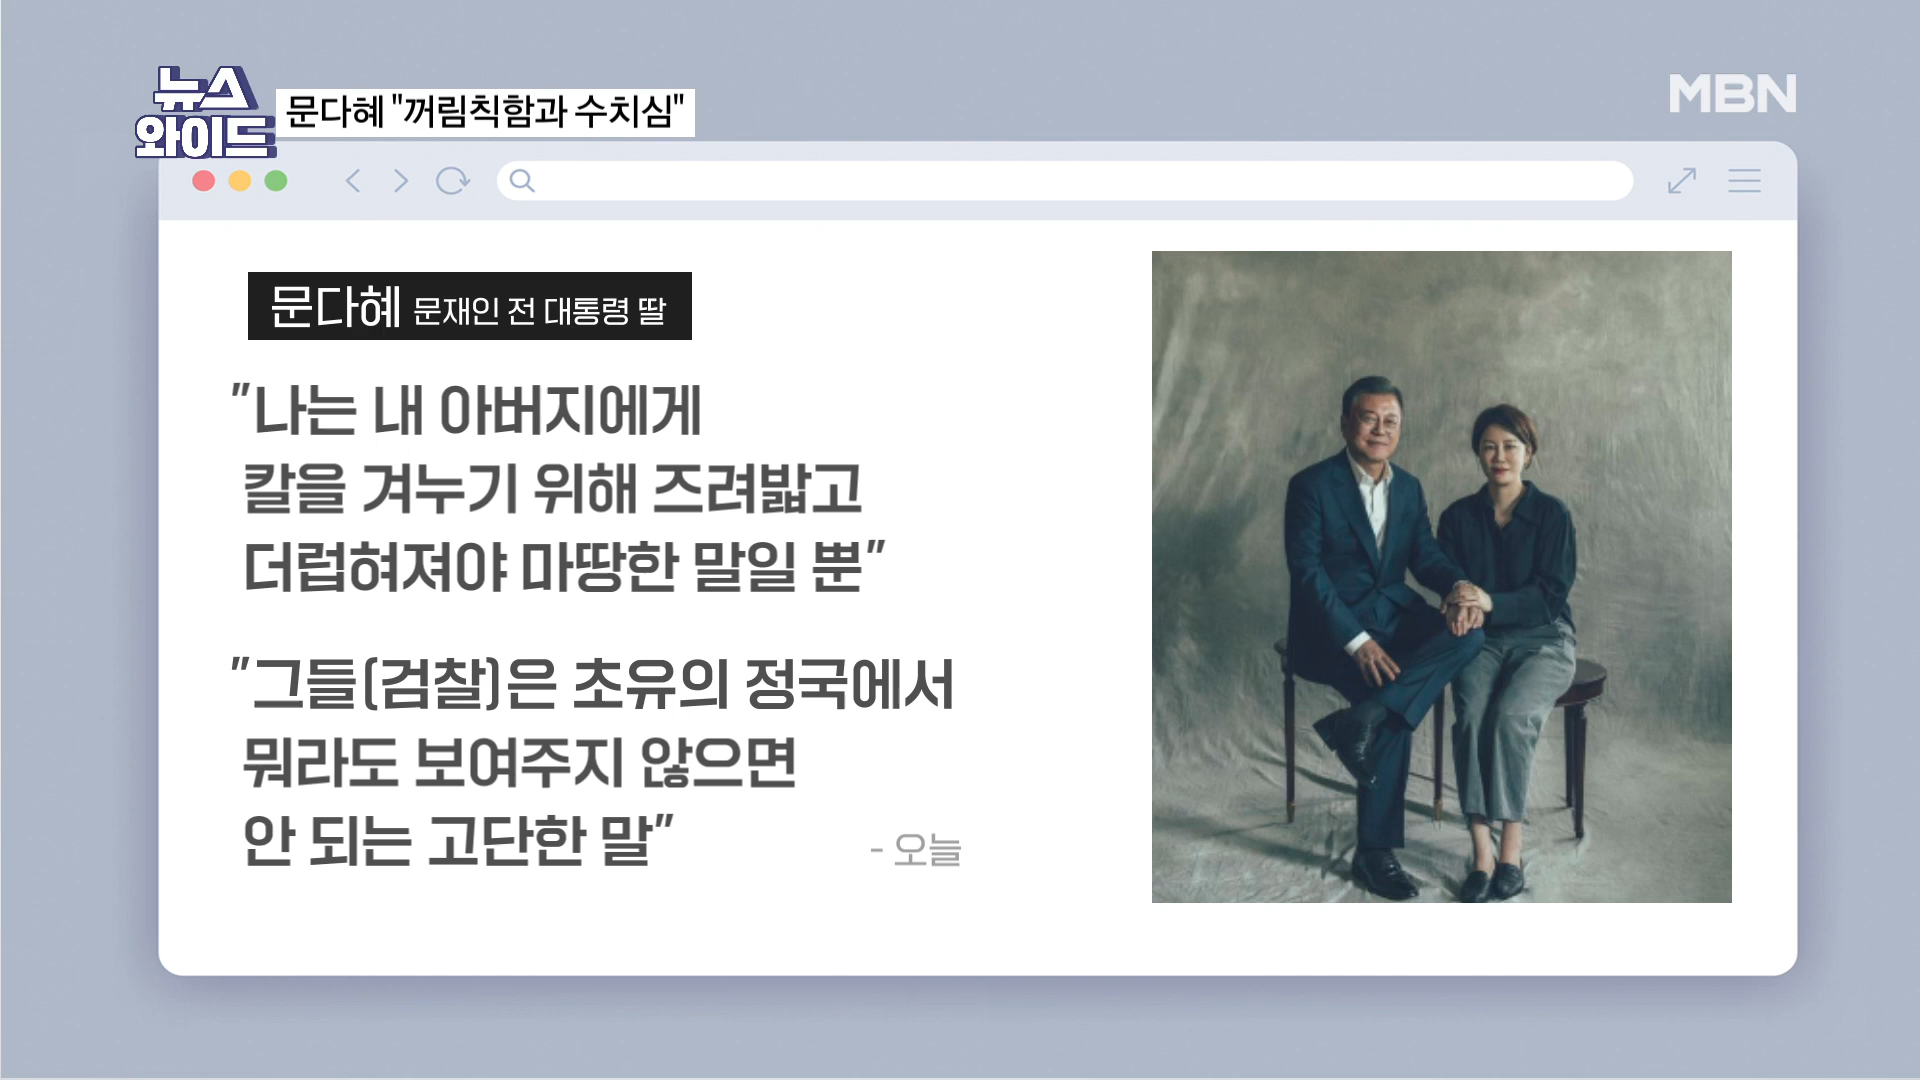 뉴스
와이드
문다혜 "꺼림칙함과 수치심"
MBN
문다혜 문재인 전 대통령 딸
"나는 내 아버지에게
칼을 겨누기 위해 즈려밟고
더럽혀져야 마땅한 말일 뿐"
"그들(검찰)은 초유의 정국에서
뭐라도 보여주지 않으면
안 되는 고단한 말"
- 오늘